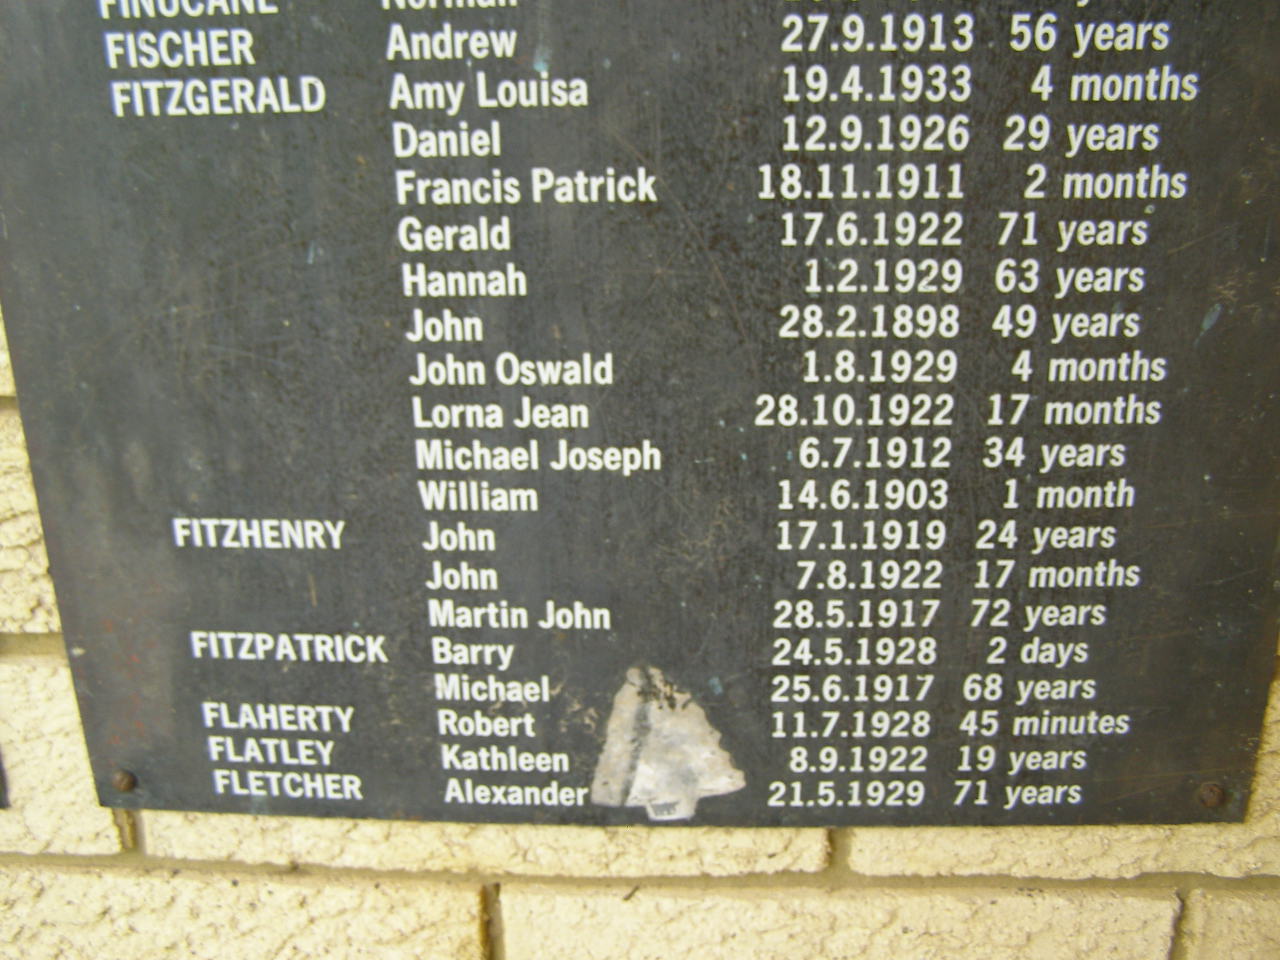 FINUCANE Norman
FISCHER Andrew 27.9.1913 56 years
FITZGERALD Amy Louisa 19.4.1933 4 months
Daniel 12.9.1926 29 years
Francis Patrick 18.11.1911 2 months
Gerald 17.6.1922 71 years
Hannah 1.2.1929 63 years
John 28.2.1898 49 years
John Oswald 1.8.1929 4 months
Lorna Jean 28.10.1922 17 months
Michael Joseph 6.7.1912 34 years
William 14.6.1903 1 month
FITZHENRY John 17.1.1919 24 years
John 7.8.1922 17 months
Martin John 28.5.1917 72 years
FITZPATRICK Barry 24.5.1928 2 days
Michael 25.6.1917 68 years
FLAHERTY Robert 11.7.1928 45 minutes
FLATLEY Kathleen 8.9.1922 19 years
FLETCHER Alexander 21.5.1929 71 years